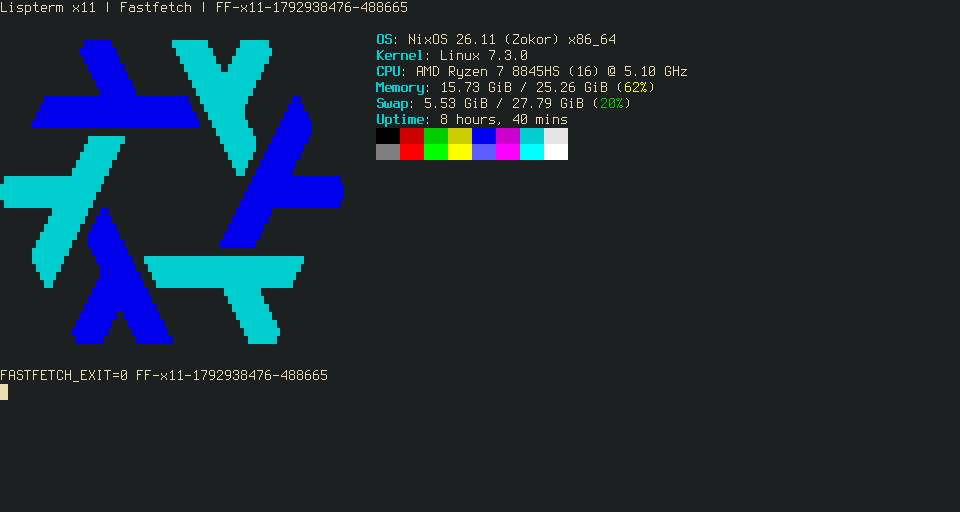 Lispterm x11 | Fastfetch | FF-x11-1792938476-488665
OS: NixOS 26.11 (Zokor) x86_64
Kernel: Linux 7.3.0
CPU: AMD Ryzen 7 8845HS (16) @ 5.10 GHz
Memory: 15.73 GiB / 25.26 GiB (62%)
Swap: 5.53 GiB / 27.79 GiB (20%)
Uptime: 8 hours, 40 mins
FASTFETCH_EXIT=0 FF-x11-1792938476-488665